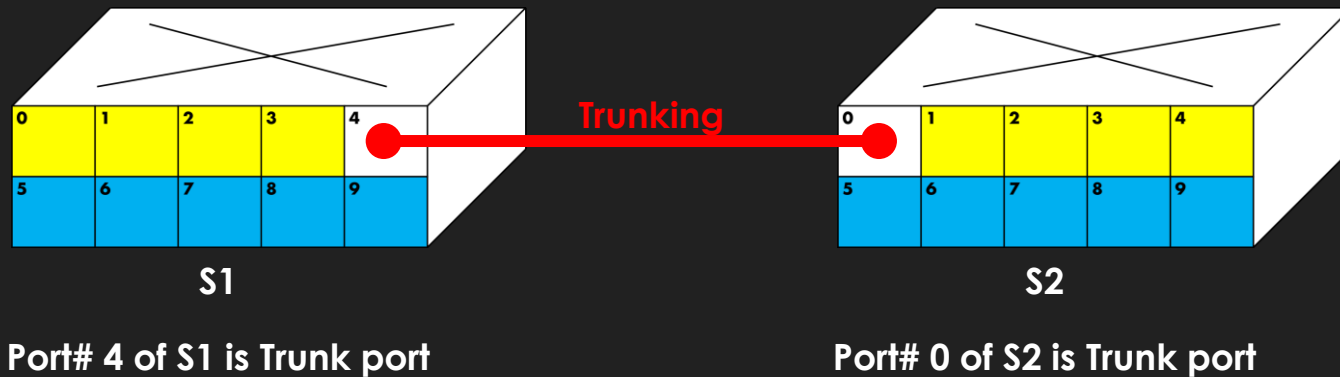 0 1 2 3 4
5 6 7 8 9
S1
Port# 4 of S1 is Trunk port
Trunking
0 1 2 3 4
5 6 7 8 9
S2
Port# 0 of S2 is Trunk port